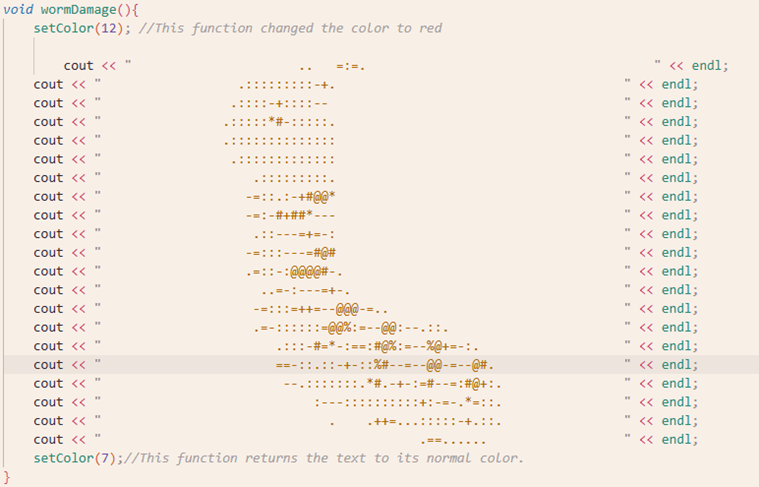 void wormDamage(){
    setColor(12); //This function changed the color to red

        cout << "                      ..   =:=.                                      " << endl;
    cout << "                  .:::::::::-+.                                      " << endl;
    cout << "                 .::::-+::::--                                       " << endl;
    cout << "                .:::::*#-:::::.                                      " << endl;
    cout << "                .::::::::::::::                                      " << endl;
    cout << "                 .:::::::::::::                                      " << endl;
    cout << "                    .:::::::::.                                      " << endl;
    cout << "                   -=::.:-+#@@*                                      " << endl;
    cout << "                   -=:-#+##*---                                      " << endl;
    cout << "                    .::---=+=-:                                      " << endl;
    cout << "                   -=:::---=#@#                                      " << endl;
    cout << "                   .=::-:@@@@#-.                                     " << endl;
    cout << "                     ..=-:---=+-.                                    " << endl;
    cout << "                    -=:::=++=--@@@-=..                               " << endl;
    cout << "                    .=-::::::=@@%:=--@@:--.::.                       " << endl;
    cout << "                       .:::-#=*-:==:#@%:=--%@+=-:.                   " << endl;
    cout << "                       ==-::.::-+-::%#--=--@@-=--@#.                 " << endl;
    cout << "                        --.:::::::.*#.-+-:=#--=:#@+:.                " << endl;
    cout << "                            :---::::::::::+:-=-.*=::.                " << endl;
    cout << "                              .    .++=...:::::-+.::.                " << endl;
    cout << "                                          .==......                  " << endl;
    setColor(7);//This function returns the text to its normal color.
}